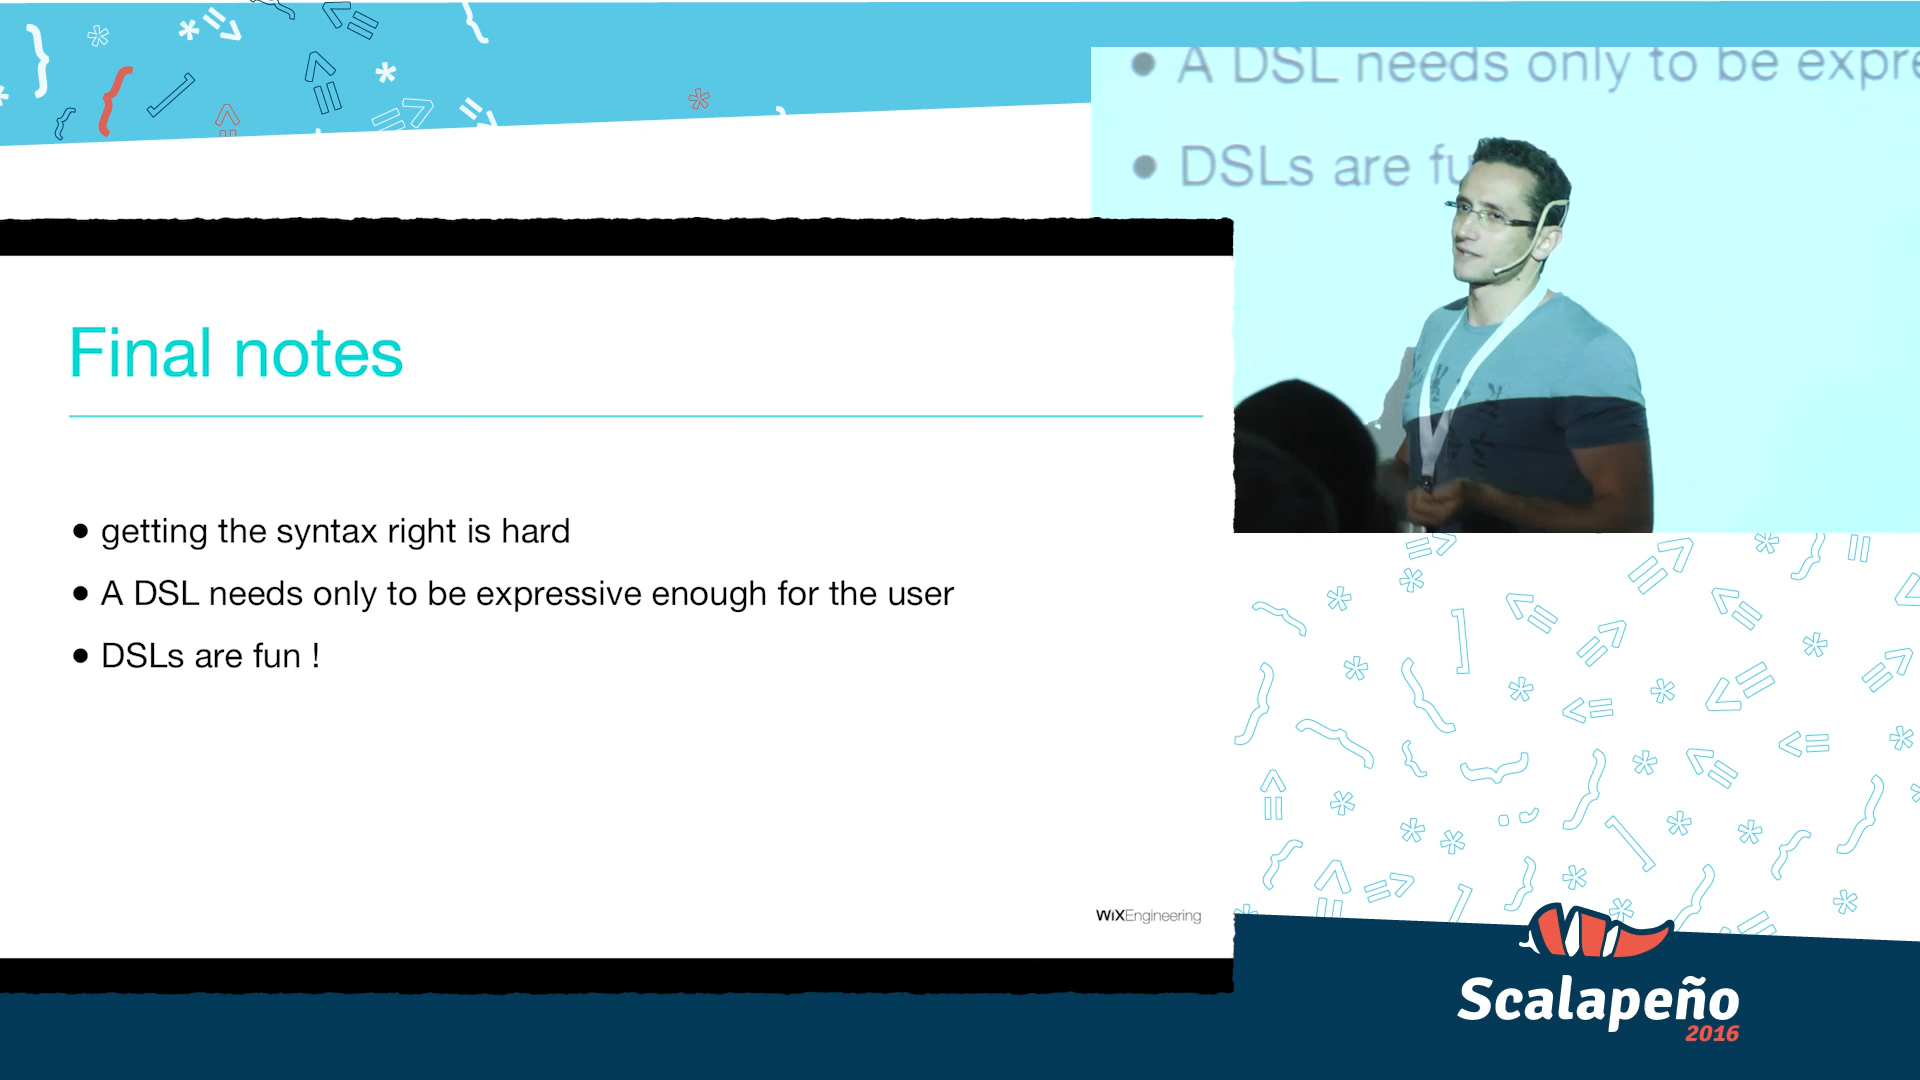 A DSL needs only to be expre
DSLs are fu
Final notes
getting the syntax right is hard
A DSL needs only to be expressive enough for the user
DSLs are fun !
WiXEngineering
Scalapeño
2016